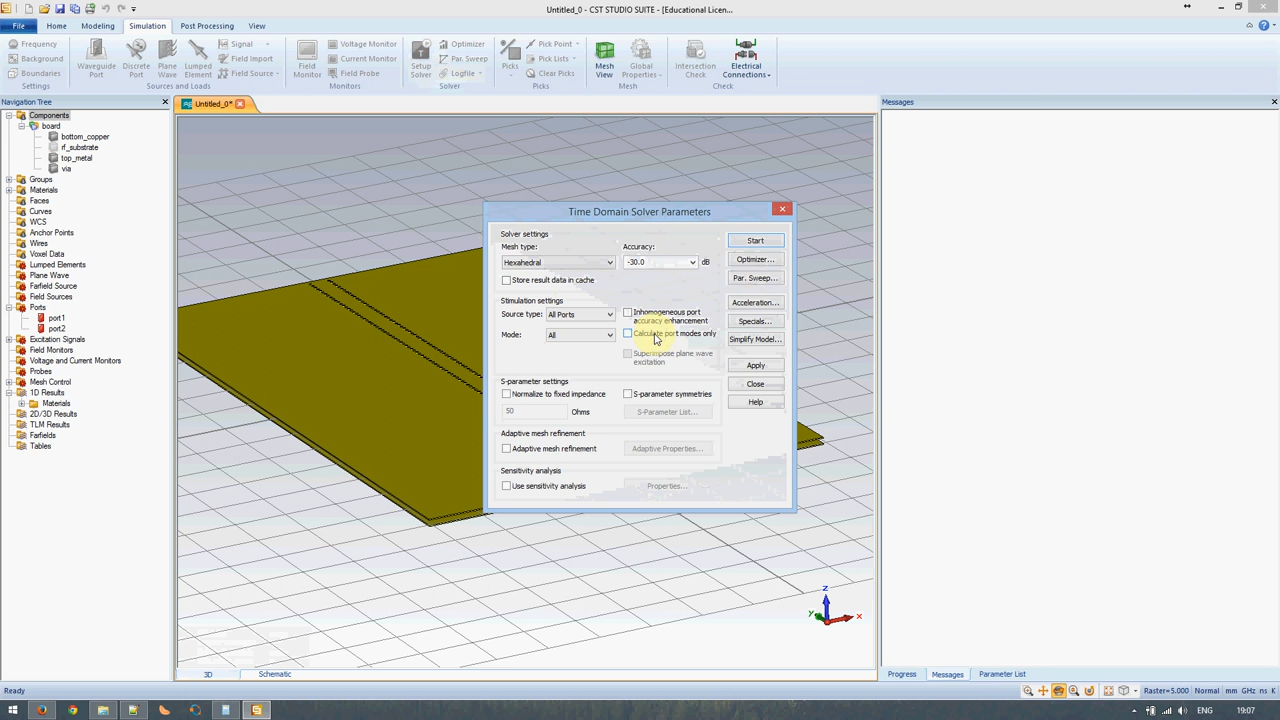 Untitled_0 - CST STUDIO SUITE - [Educational Licen...
File Home Modeling Simulation Post Processing View
Frequency
Background
Boundaries
Settings
Waveguide Port
Discrete Port
Plane Wave
Lumped Element
Signal
Field Import
Field Source
Sources and Loads
Field Monitor
Voltage Monitor
Current Monitor
Field Probe
Monitors
Setup Solver
Optimizer
Par. Sweep
Logfile
Solver
Picks
Pick Point
Pick Lists
Clear Picks
Picks
Mesh View
Global Properties
Mesh
Intersection Check
Electrical Connections
Check
Navigation Tree
Components
board
bottom_copper
rf_substrate
top_metal
via
Groups
Materials
Faces
Curves
WCS
Anchor Points
Wires
Voxel Data
Lumped Elements
Plane Wave
Farfield Source
Field Sources
Ports
port1
port2
Excitation Signals
Field Monitors
Voltage and Current Monitors
Probes
Mesh Control
1D Results
Materials
2D/3D Results
TLM Results
Farfields
Tables
Untitled_0*
Messages
Time Domain Solver Parameters
Solver settings
Mesh type: Accuracy:
Hexahedral -30.0 dB
Store result data in cache
Stimulation settings
Source type: All Ports
Inhomogeneous port
accuracy enhancement
Mode: All
Calculate port modes only
Superimpose plane wave
excitation
S-parameter settings
Normalize to fixed impedance S-parameter symmetries
50 Ohms S-Parameter List...
Adaptive mesh refinement
Adaptive mesh refinement Adaptive Properties...
Sensitivity analysis
Use sensitivity analysis Properties...
Start
Optimizer...
Par. Sweep...
Acceleration...
Specials...
Simplify Model...
Apply
Close
Help
z
y
x
3D Schematic
Progress Messages Parameter List
Ready Raster=5.000 Normal mm GHz ns K
ENG 19:07